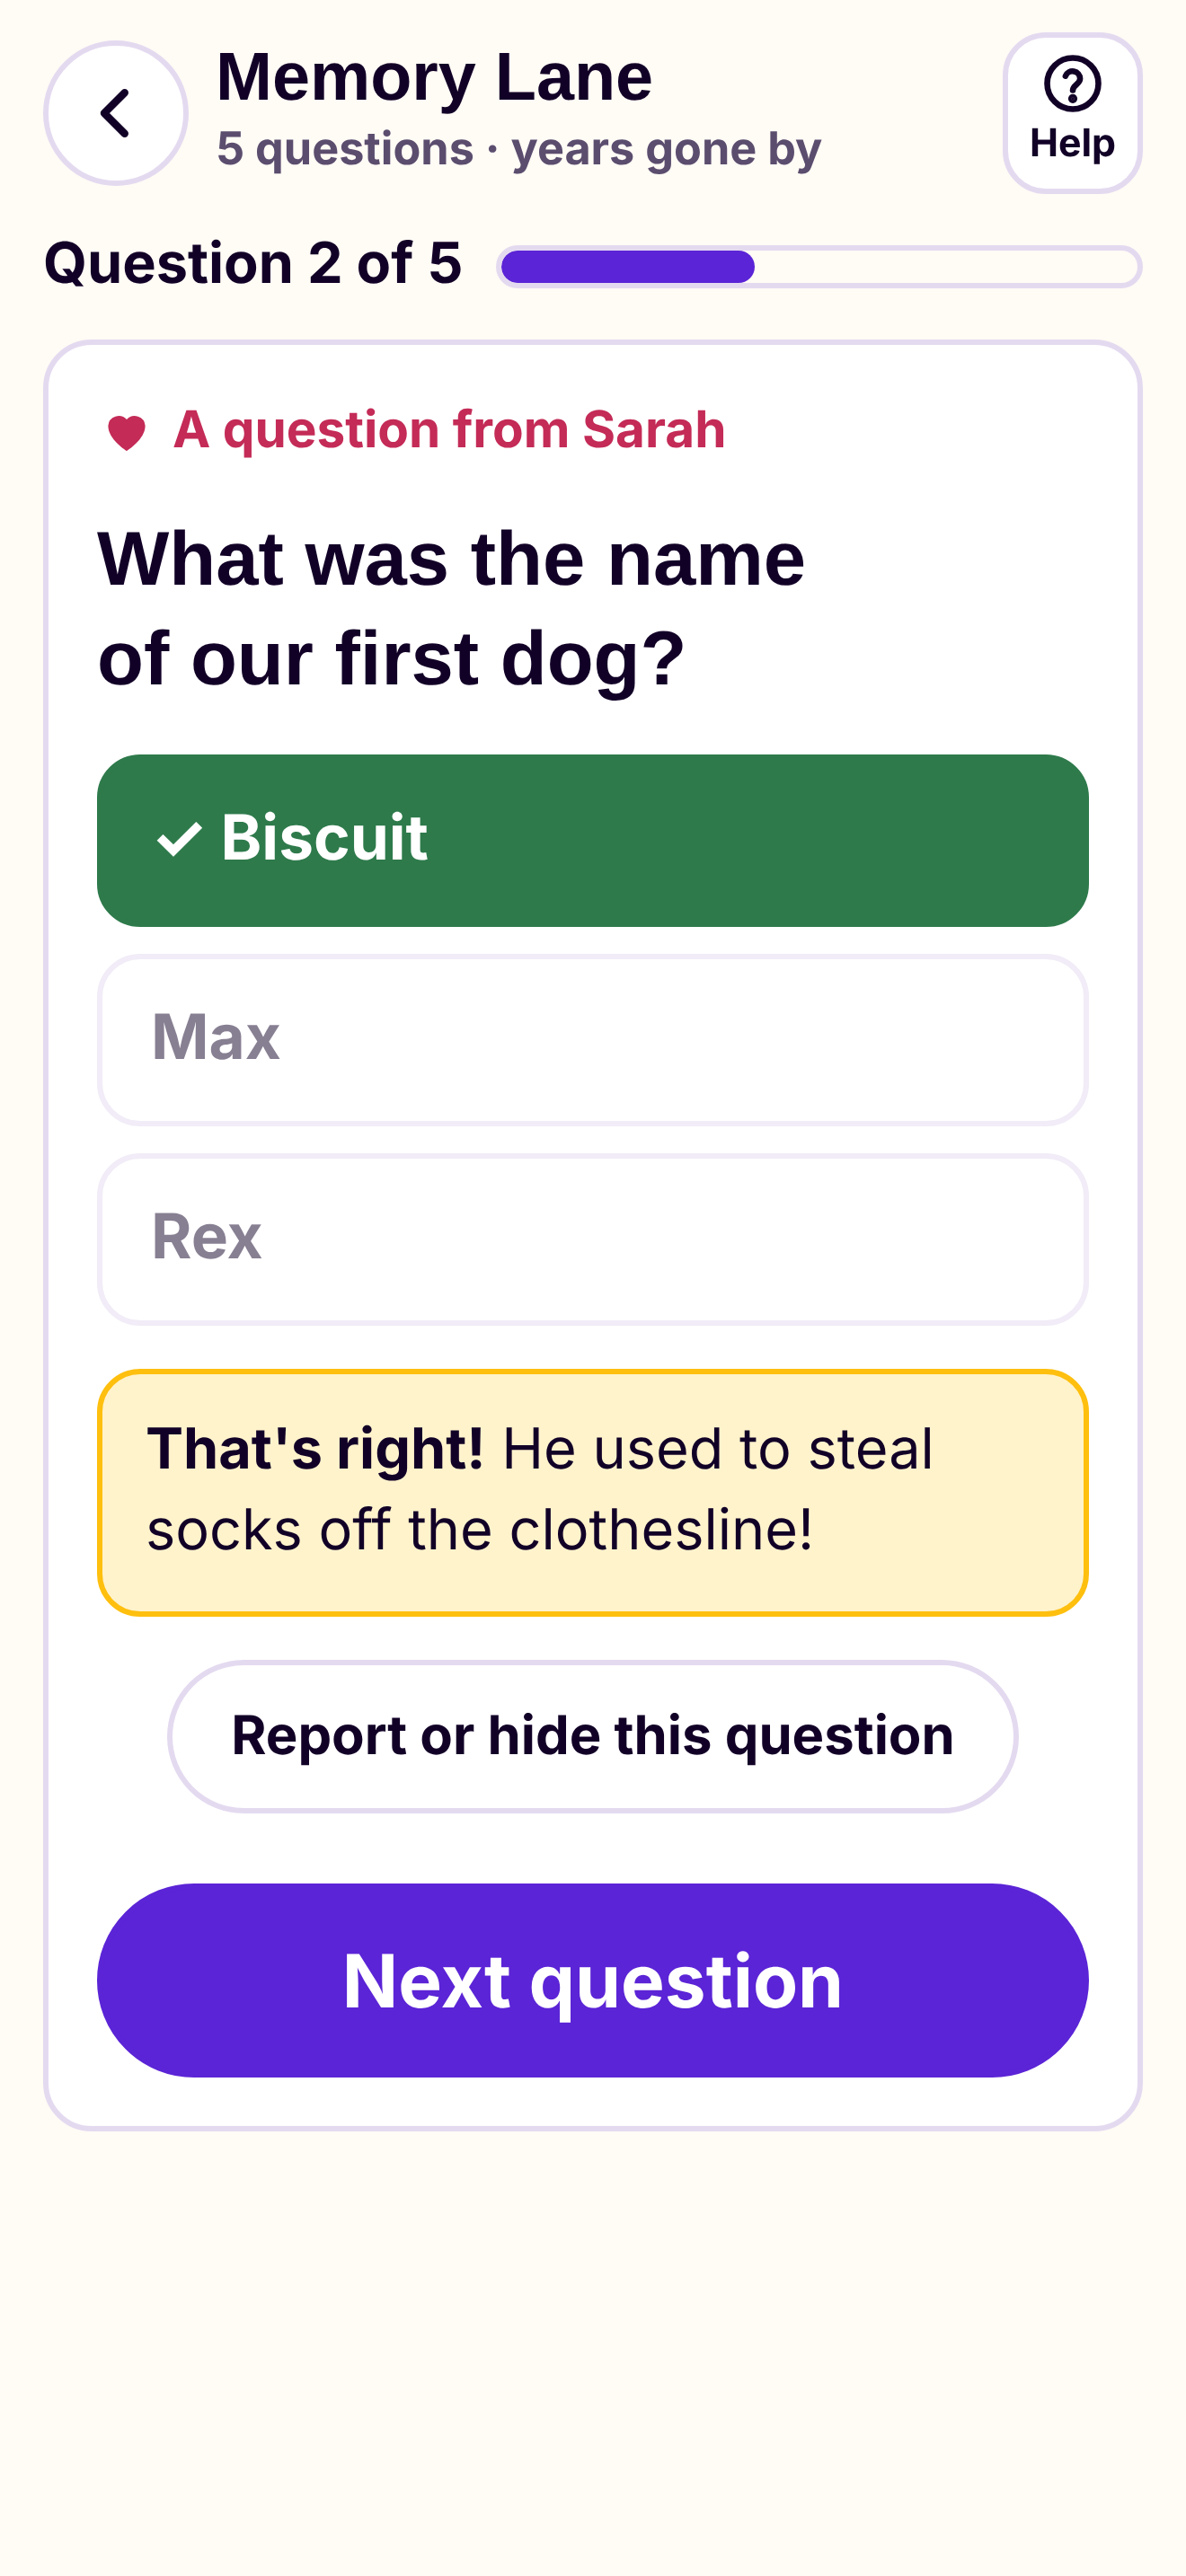 Memory Lane
5 questions · years gone by
Help
Question 2 of 5
A question from Sarah
What was the name
of our first dog?
Biscuit
Max
Rex
That's right! He used to steal
socks off the clothesline!
Report or hide this question
Next question